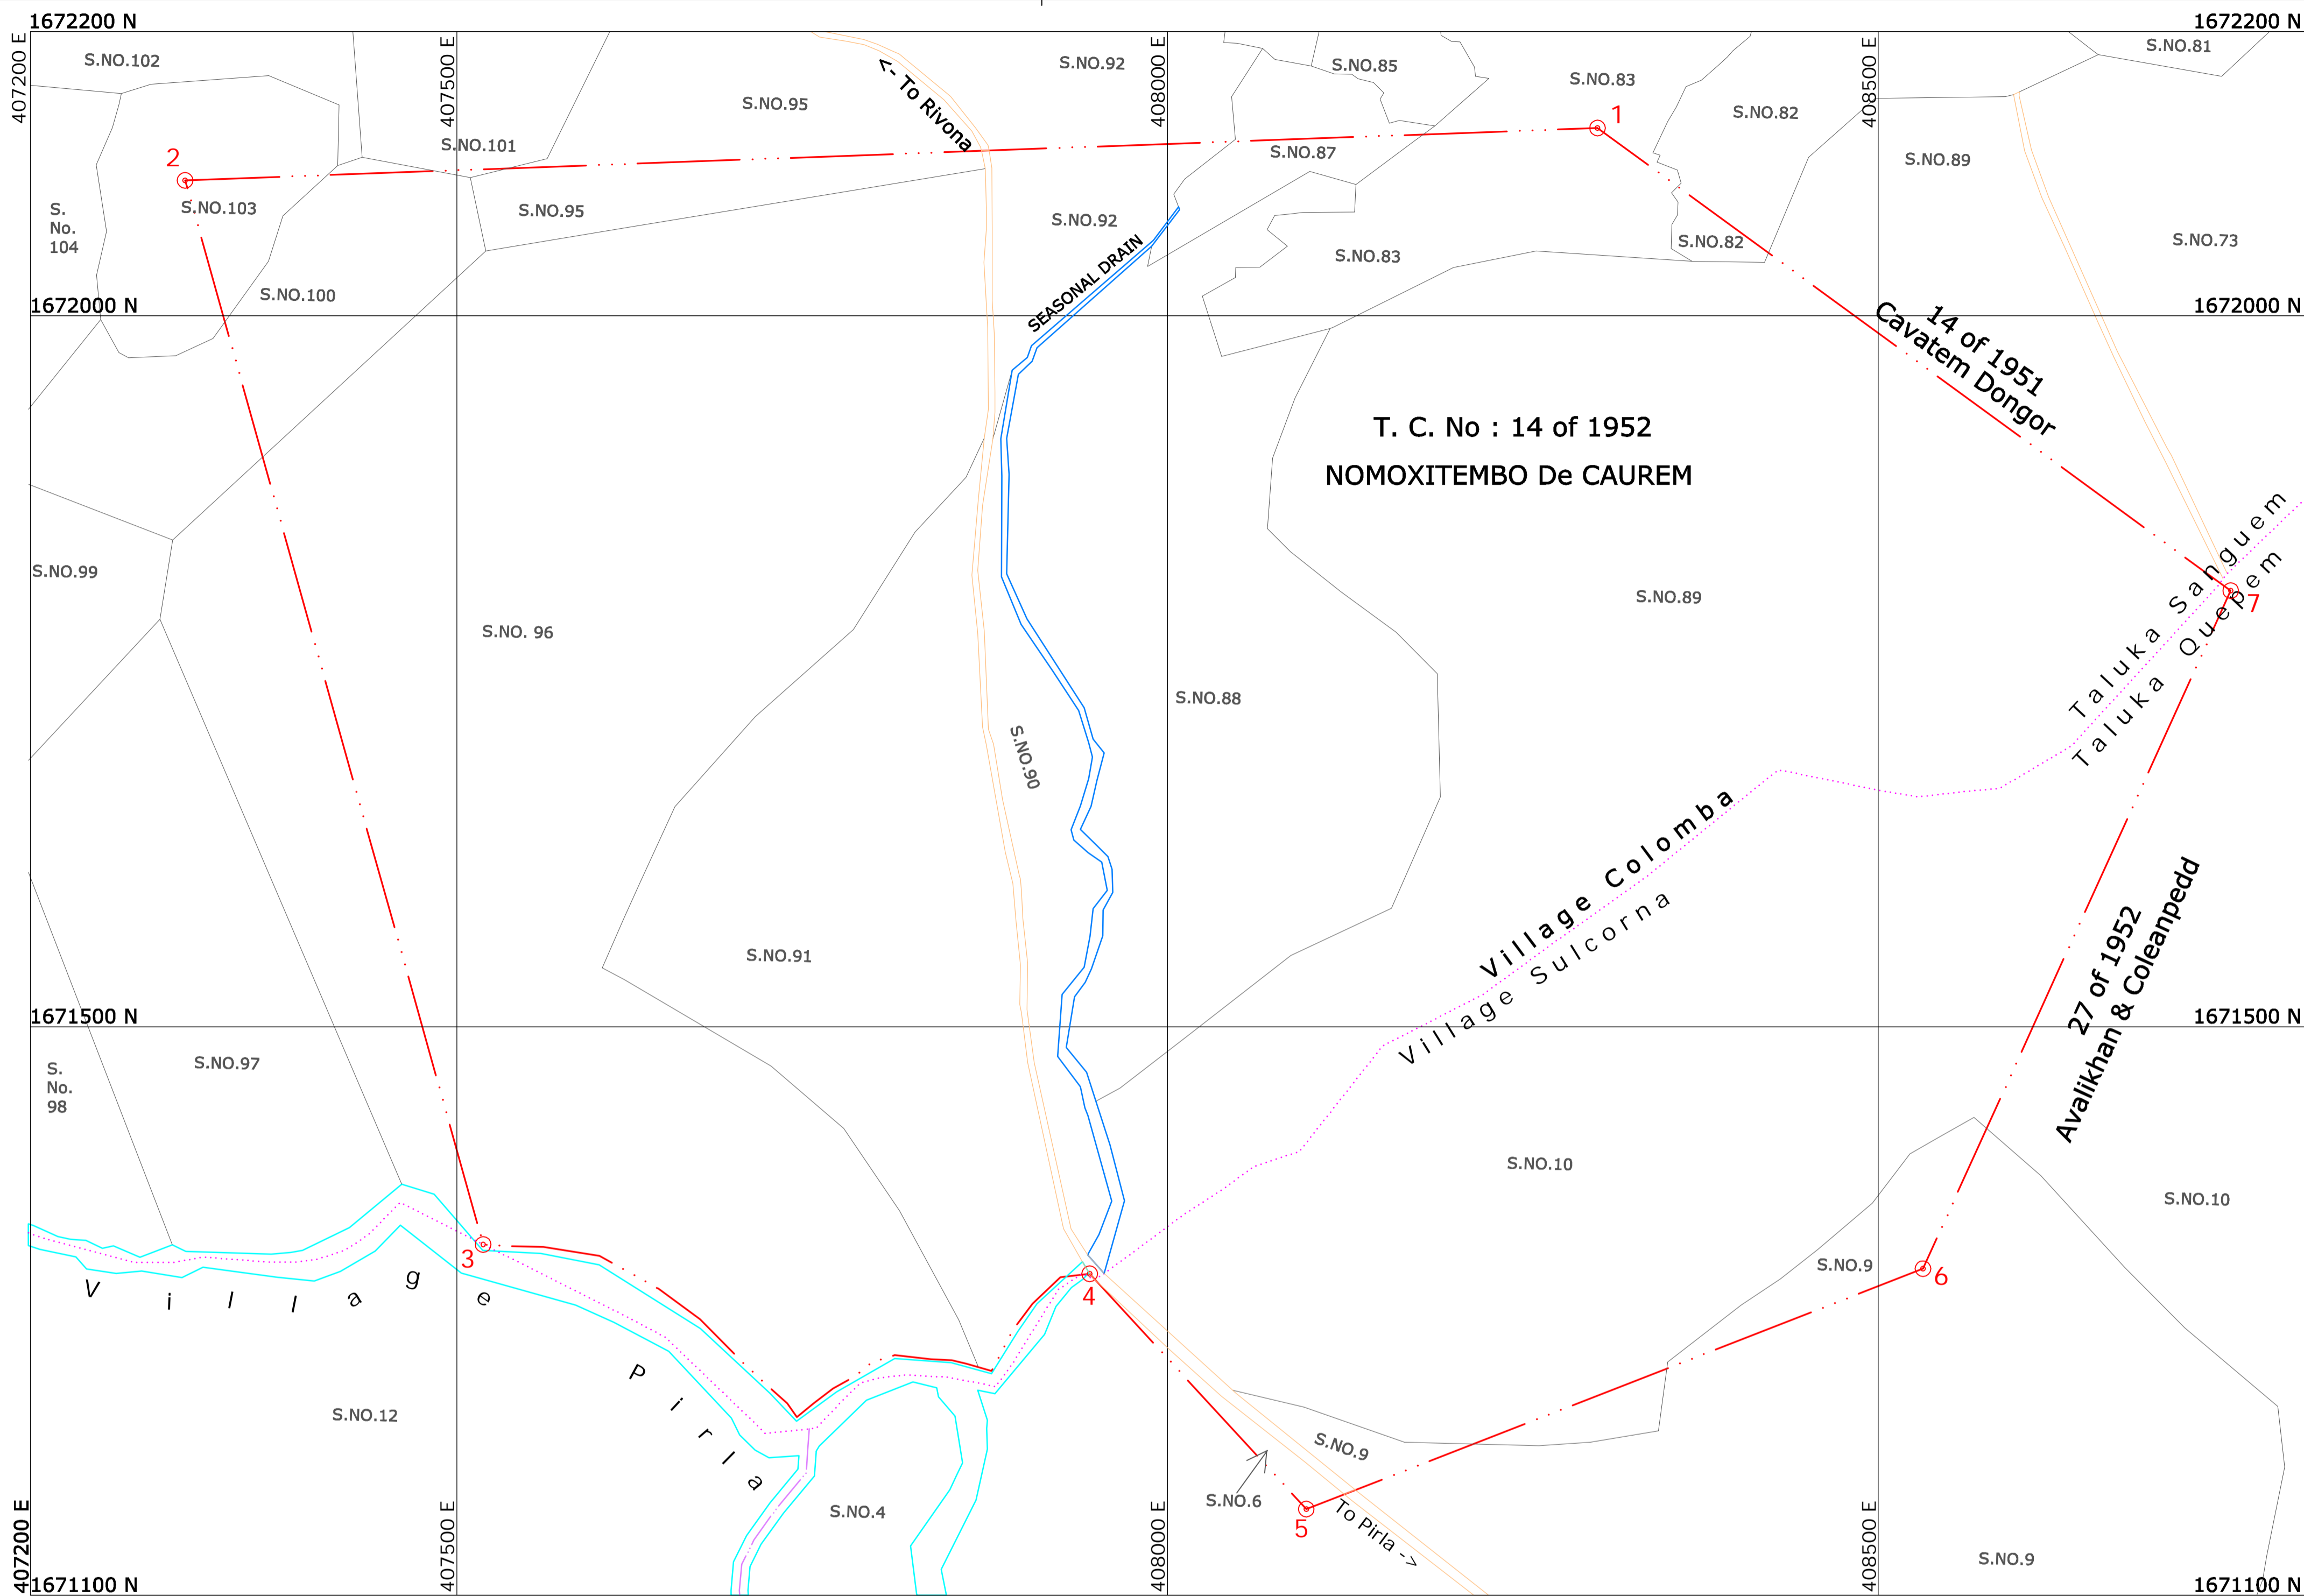 1672200 N
1672200 N
407200 E
407500 E
408000 E
408500 E
S.NO.102
S.NO.92
S.NO.85
S.NO.83
S.NO.81
<- To Rivona
S.NO.95
S.NO.82
1
S.NO.101
2
S.NO.87
S.NO.89
S.
No.
104
S.NO.103
S.NO.95
S.NO.92
S.NO.83
S.NO.82
S.NO.73
SEASONAL DRAIN
S.NO.100
1672000 N
1672000 N
14 of 1951
Cavatem Dongor
T. C. No : 14 of 1952
NOMOXITEMBO De CAUREM
S.NO.99
S.NO. 96
S.NO.89
Taluka Sanguem
Taluka Quepem
7
S.NO.88
S.NO.90
Village Colomba
Village Sulcorna
S.NO.91
27 of 1952
Avalikhan & Coleanpedd
1671500 N
1671500 N
S.
No.
98
S.NO.97
S.NO.10
S.NO.10
3
4
S.NO.9
6
Village Pirla
S.NO.12
S.NO.9
S.NO.4
S.NO.6
5
To Pirla ->
S.NO.9
407200 E
407500 E
408000 E
408500 E
1671100 N
1671100 N